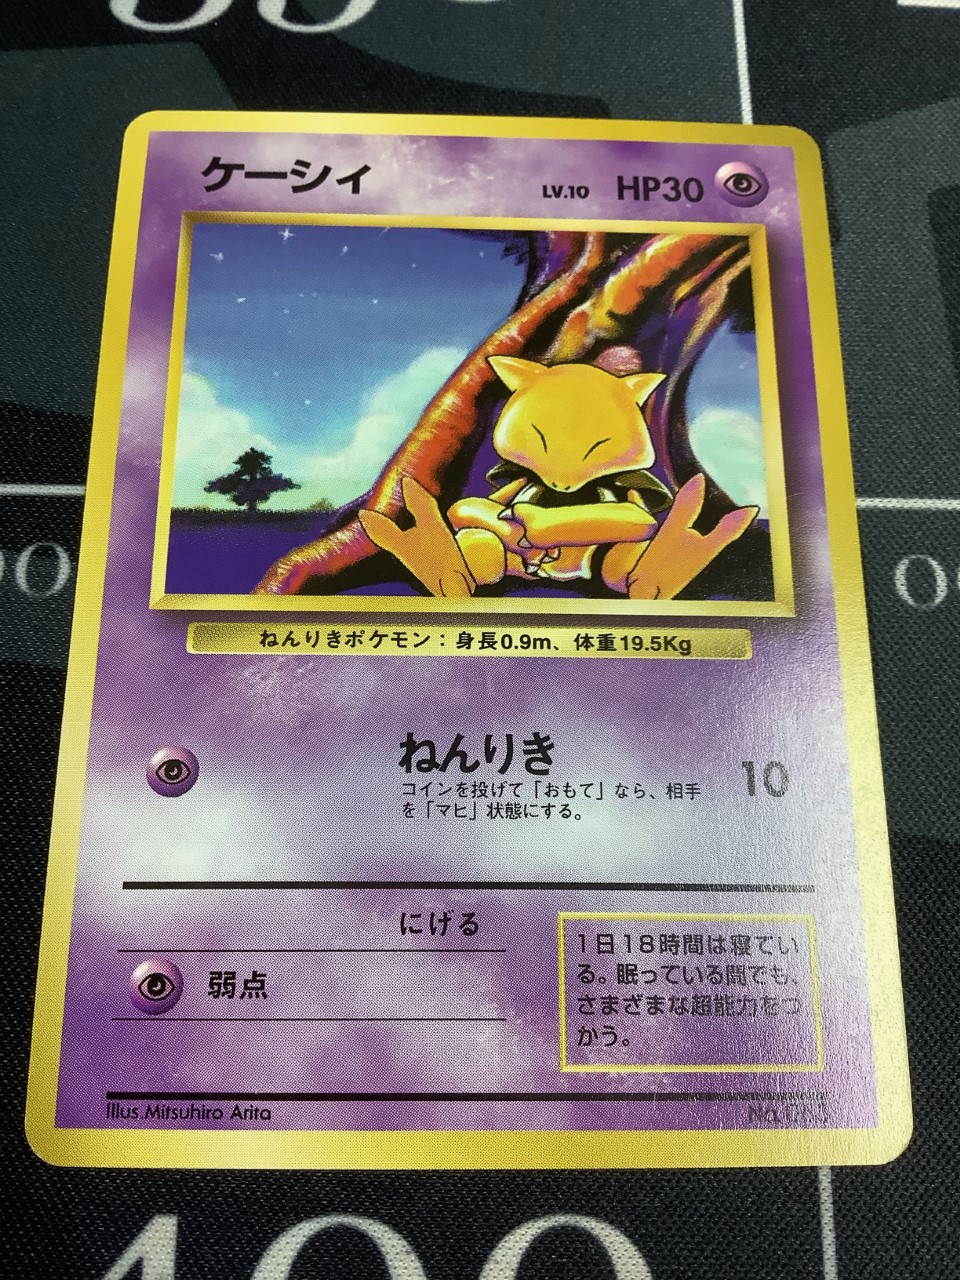 ケーシィ
LV.10 HP30
ねんりきポケモン：身長0.9m、体重19.5Kg
ねんりき
コインを投げて「おもて」なら、相手
を「マヒ」状態にする。
10
にげる
弱点
1日18時間は寝てい
る。眠っている間でも、
さまざまな超能力をつ
かう。
Illus.Mitsuhiro Arita